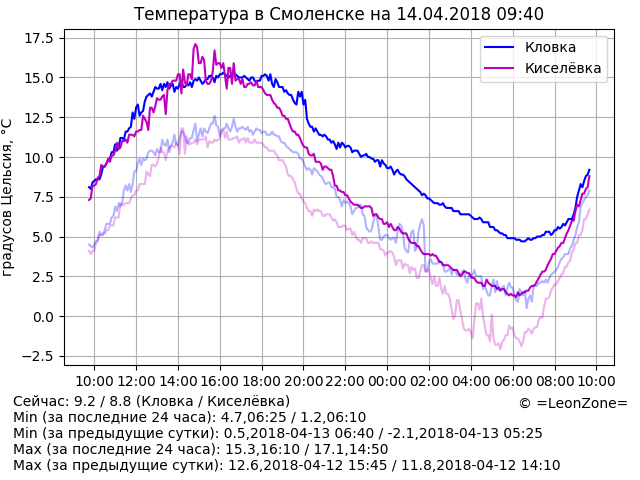 Температура в Смоленске на 14.04.2018 09:40
градусов Цельсия, °C
17.5
15.0
12.5
10.0
7.5
5.0
2.5
0.0
−2.5
Кловка
Киселёвка
10:00 12:00 14:00 16:00 18:00 20:00 22:00 00:00 02:00 04:00 06:00 08:00 10:00
Сейчас: 9.2 / 8.8 (Кловка / Киселёвка)
© =LeonZone=
Min (за последние 24 часа): 4.7,06:25 / 1.2,06:10
Min (за предыдущие сутки): 0.5,2018-04-13 06:40 / -2.1,2018-04-13 05:25
Max (за последние 24 часа): 15.3,16:10 / 17.1,14:50
Max (за предыдущие сутки): 12.6,2018-04-12 15:45 / 11.8,2018-04-12 14:10